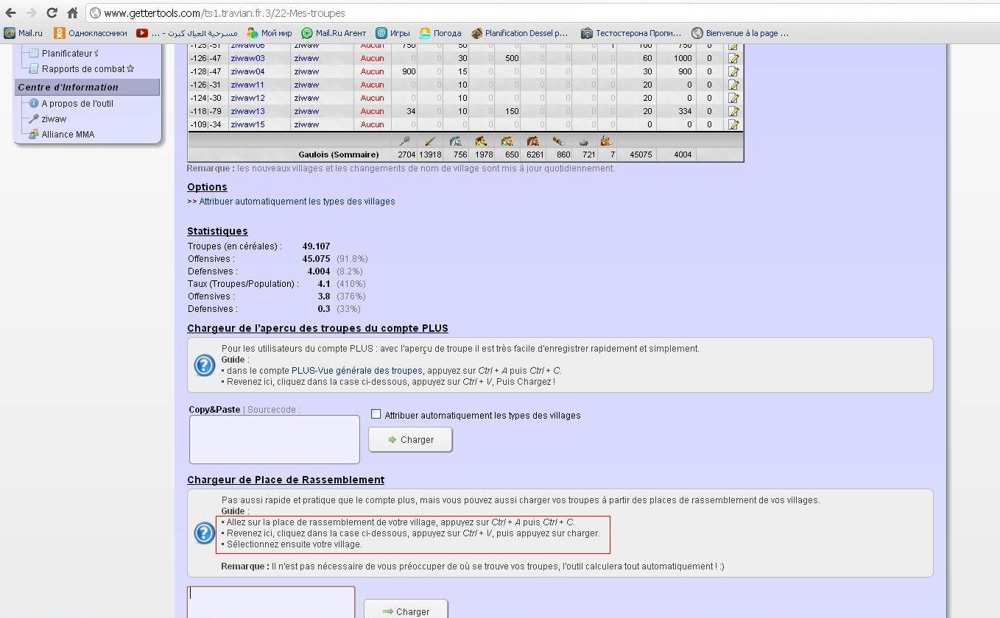 www.gettertools.com/ts1.travian.fr.3/22-Mes-troupes
Mail.ru Одноклассники مسرحية العيال كبرت - ... Мой мир Mail.Ru Агент Игры Погода Planification Dessel p... Тестостерона Пропи... Bienvenue à la page ...
Planificateur
Rapports de combat
Centre d'Information
A propos de l'outil
ziwaw
Alliance MMA
-125|-51 ziwaw06 ziwaw Aucun 750 0 50 0 0 0 0 0 1 100 750 0
-126|-47 ziwaw03 ziwaw Aucun 0 0 30 0 500 0 0 0 0 60 1000 0
-128|-47 ziwaw04 ziwaw Aucun 900 0 15 0 0 0 0 0 0 30 900 0
-126|-31 ziwaw11 ziwaw Aucun 0 0 10 0 0 0 0 0 0 20 0 0
-124|-30 ziwaw12 ziwaw Aucun 0 0 10 0 0 0 0 0 0 20 0 0
-118|-79 ziwaw13 ziwaw Aucun 34 0 10 0 150 0 0 0 0 20 334 0
-109|-34 ziwaw15 ziwaw Aucun 0 0 0 0 0 0 0 0 0 0 0 0
Gaulois (Sommaire) 2704 13918 756 1978 650 6261 860 721 7 45075 4004
Remarque : les nouveaux villages et les changements de nom de village sont mis à jour quotidiennement.
Options
>> Attribuer automatiquement les types des villages
Statistiques
Troupes (en céréales) : 49.107
Offensives : 45.075 (91.8%)
Defensives : 4.004 (8.2%)
Taux (Troupes/Population) : 4.1 (410%)
Offensives : 3.8 (376%)
Defensives : 0.3 (33%)
Chargeur de l'apercu des troupes du compte PLUS
Pour les utilisateurs du compte PLUS : avec l'aperçu de troupe il est très facile d'enregistrer rapidement et simplement.
Guide :
• dans le compte PLUS-Vue générale des troupes, appuyez sur Ctrl + A puis Ctrl + C.
• Revenez ici, cliquez dans la case ci-dessous, appuyez sur Ctrl + V, Puis Chargez !
Copy&Paste | Sourcecode :
Attribuer automatiquement les types des villages
Charger
Chargeur de Place de Rassemblement
Pas aussi rapide et pratique que le compte plus, mais vous pouvez aussi charger vos troupes à partir des places de rassemblement de vos villages.
Guide :
• Allez sur la place de rassemblement de votre village, appuyez sur Ctrl + A puis Ctrl + C.
• Revenez ici, cliquez dans la case ci-dessous, appuyez sur Ctrl + V, puis appuyez sur charger.
• Sélectionnez ensuite votre village.
Remarque : Il n'est pas nécessaire de vous préoccuper de où se trouve vos troupes, l'outil calculera tout automatiquement ! :)
Charger